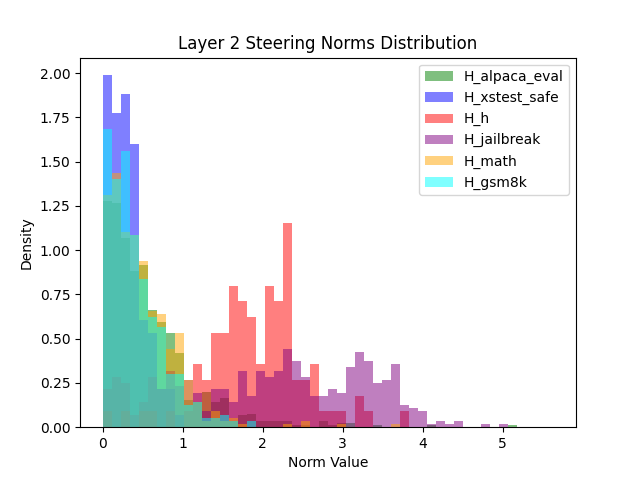 Layer 2 Steering Norms Distribution
2.00
1.75
1.50
1.25
1.00
0.75
0.50
0.25
0.00
Density
H_alpaca_eval
H_xstest_safe
H_h
H_jailbreak
H_math
H_gsm8k
0 1 2 3 4 5
Norm Value